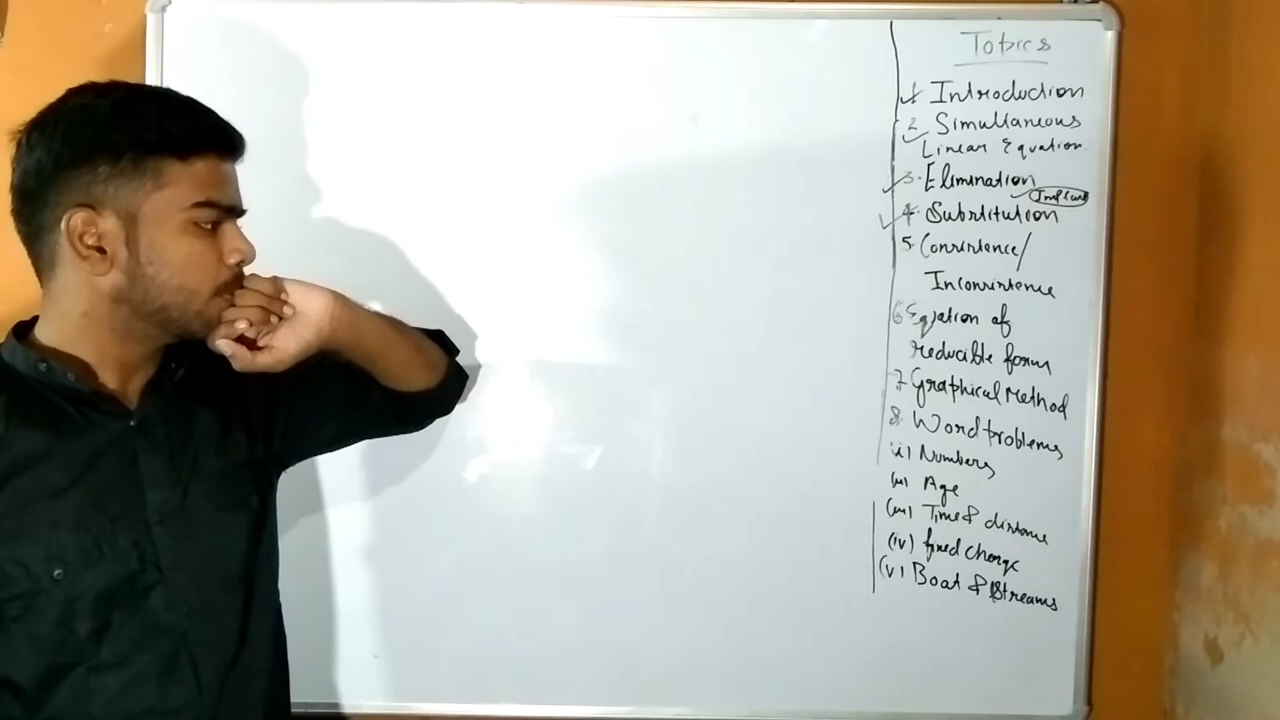 Topics
1. Introduction
2. Simultaneous
Linear Equation
3. Elimination
4. Substitution
5. Consistence/
Inconsistence
6. Equation of
reducible form
7. Graphical Method
8. Word problems
(i) Numbers
(ii) Age
(iii) Time & distance
(iv) fixed charge
(v) Boat & Streams